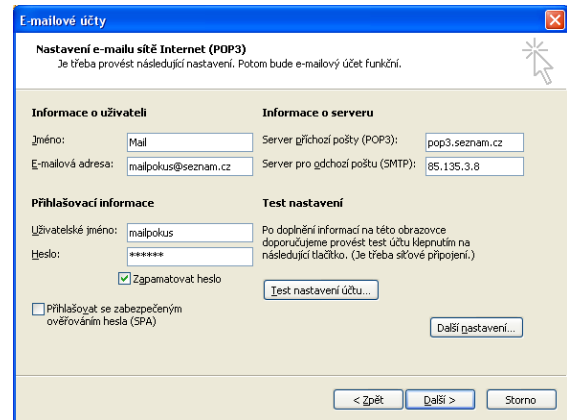 E-mailové účty
Nastavení e-mailu sítě Internet (POP3)
Je třeba provést následující nastavení. Potom bude e-mailový účet funkční.
Informace o uživateli
Jméno: Mail
E-mailová adresa: mailpokus@seznam.cz
Informace o serveru
Server příchozí pošty (POP3): pop3.seznam.cz
Server pro odchozí poštu (SMTP): 85.135.3.8
Přihlašovací informace
Uživatelské jméno: mailpokus
Heslo: ******
Zapamatovat heslo
Přihlašovat se zabezpečeným
ověřováním hesla (SPA)
Test nastavení
Po doplnění informací na této obrazovce
doporučujeme provést test účtu klepnutím na
následující tlačítko. (Je třeba síťové připojení.)
Test nastavení účtu...
Další nastavení...
< Zpět
Další >
Storno